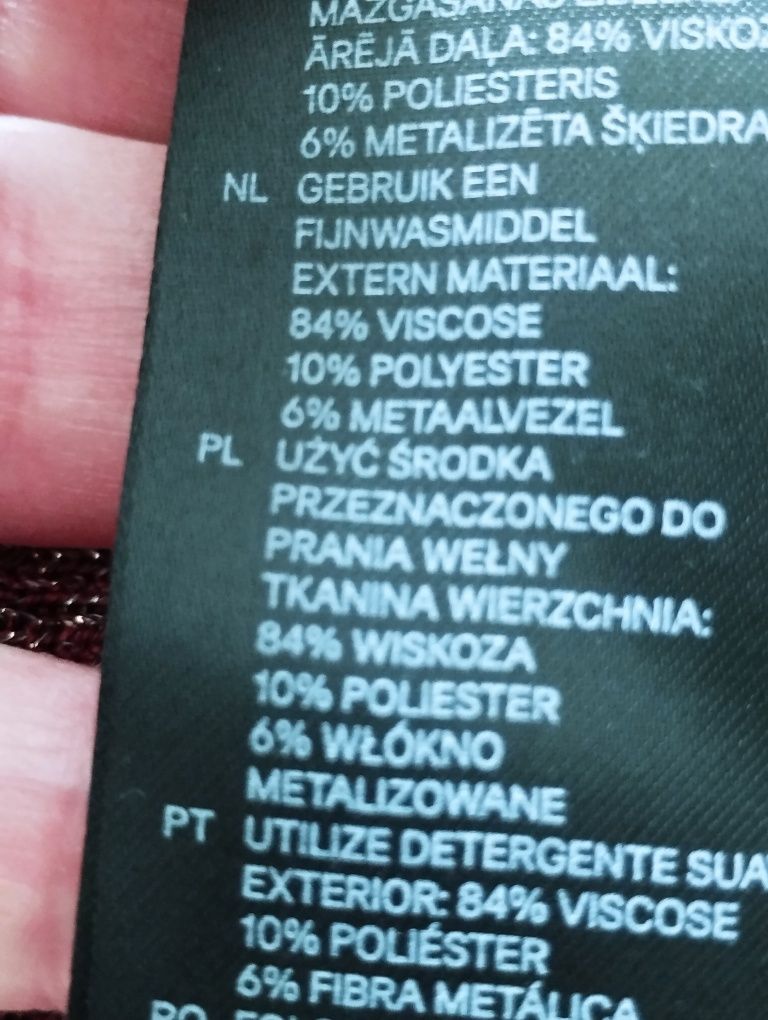 ĀRĒJĀ DAĻA: 84%
10% POLIESTERIS
6% METALIZĒTA ŠĶIEDRA
NL GEBRUIK EEN
FIJNWASMIDDEL
EXTERN MATERIAAL:
84% VISCOSE
10% POLYESTER
6% METAALVEZEL
PL UŻYĆ ŚRODKA
PRZEZNACZONEGO DO
PRANIA WEŁNY
TKANINA WIERZCHNIA:
84% WISKOZA
10% POLIESTER
6% WŁÓKNO
METALIZOWANE
PT UTILIZE DETERGENTE
EXTERIOR: 84% VISCOSE
10% POLIÉSTER
6% FIBRA METÁLICA